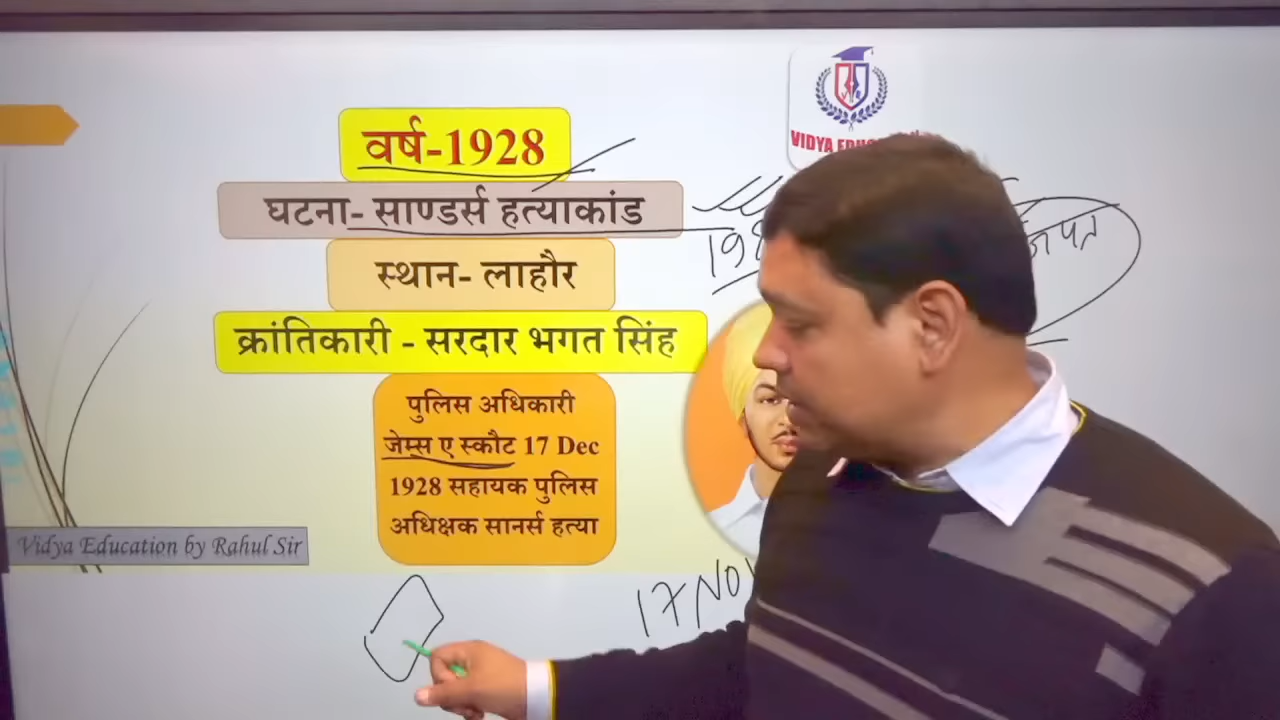 VIDYA
वर्ष-1928
घटना- साण्डर्स हत्याकांड
स्थान- लाहौर
क्रांतिकारी - सरदार भगत सिंह
पुलिस अधिकारी
जेम्स ए स्कौट 17 Dec
1928 सहायक पुलिस
अधिक्षक सानर्स हत्या
Vidya Education by Rahul Sir
17 NOV